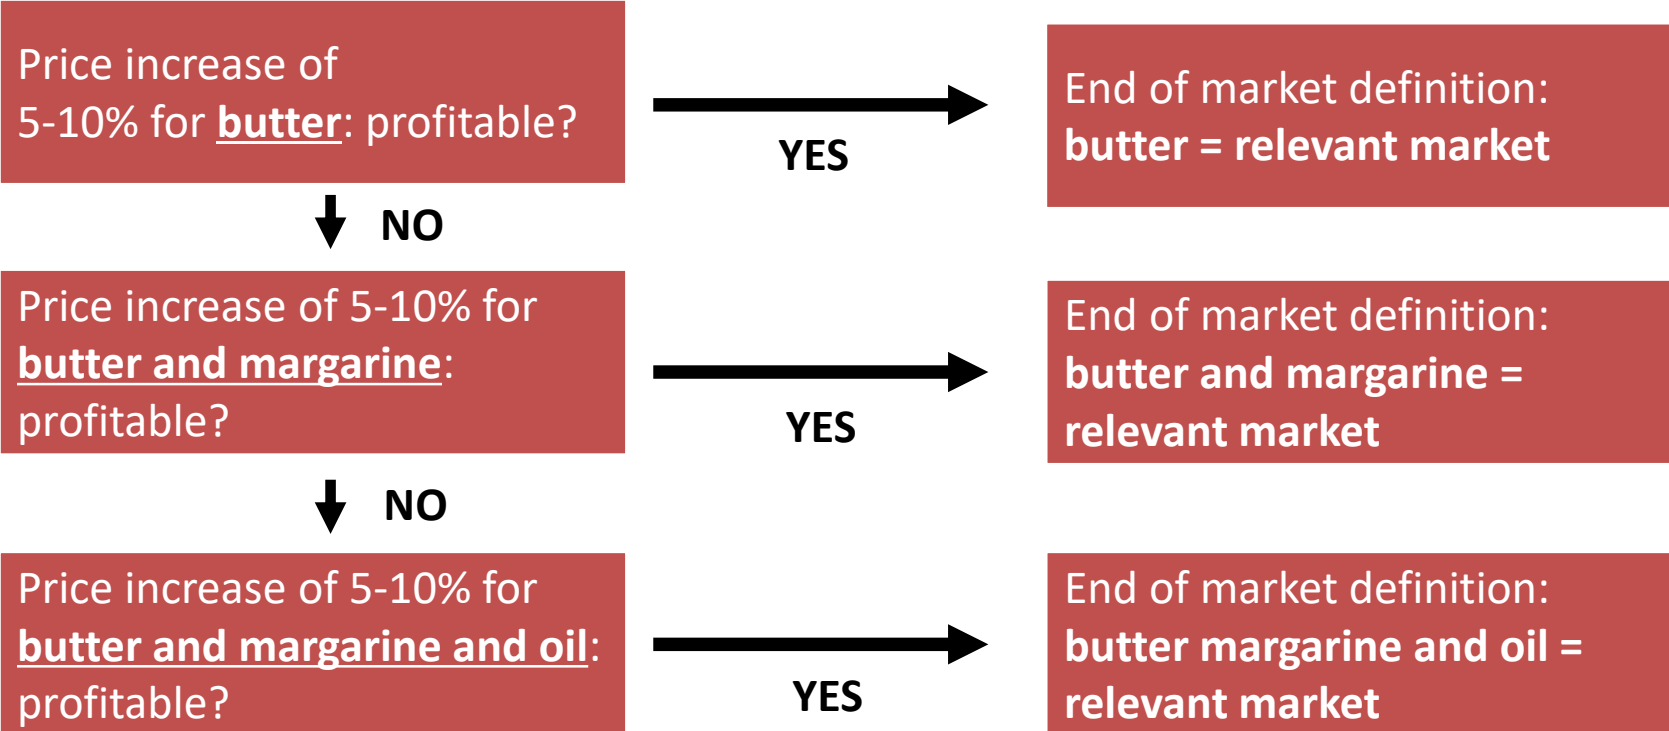 Price increase of
5-10% for butter: profitable?
YES
End of market definition:
butter = relevant market
NO
Price increase of 5-10% for
butter and margarine:
profitable?
YES
End of market definition:
butter and margarine =
relevant market
NO
Price increase of 5-10% for
butter and margarine and oil:
profitable?
YES
End of market definition:
butter margarine and oil =
relevant market